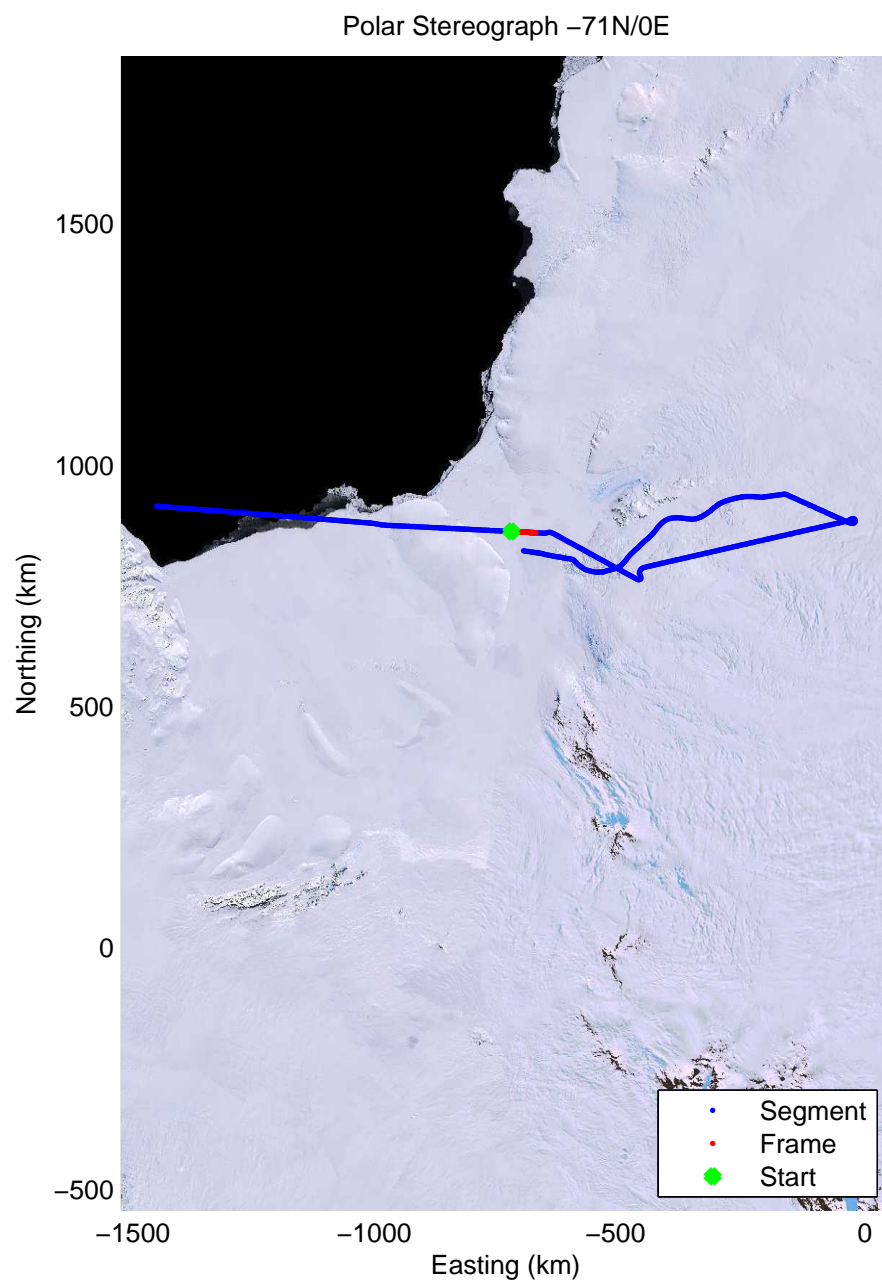 Polar Stereograph −71N/0E
1500
1000
500
0
−500
Northing (km)
−1500
−1000
−500
0
Easting (km)
Segment
Frame
Start